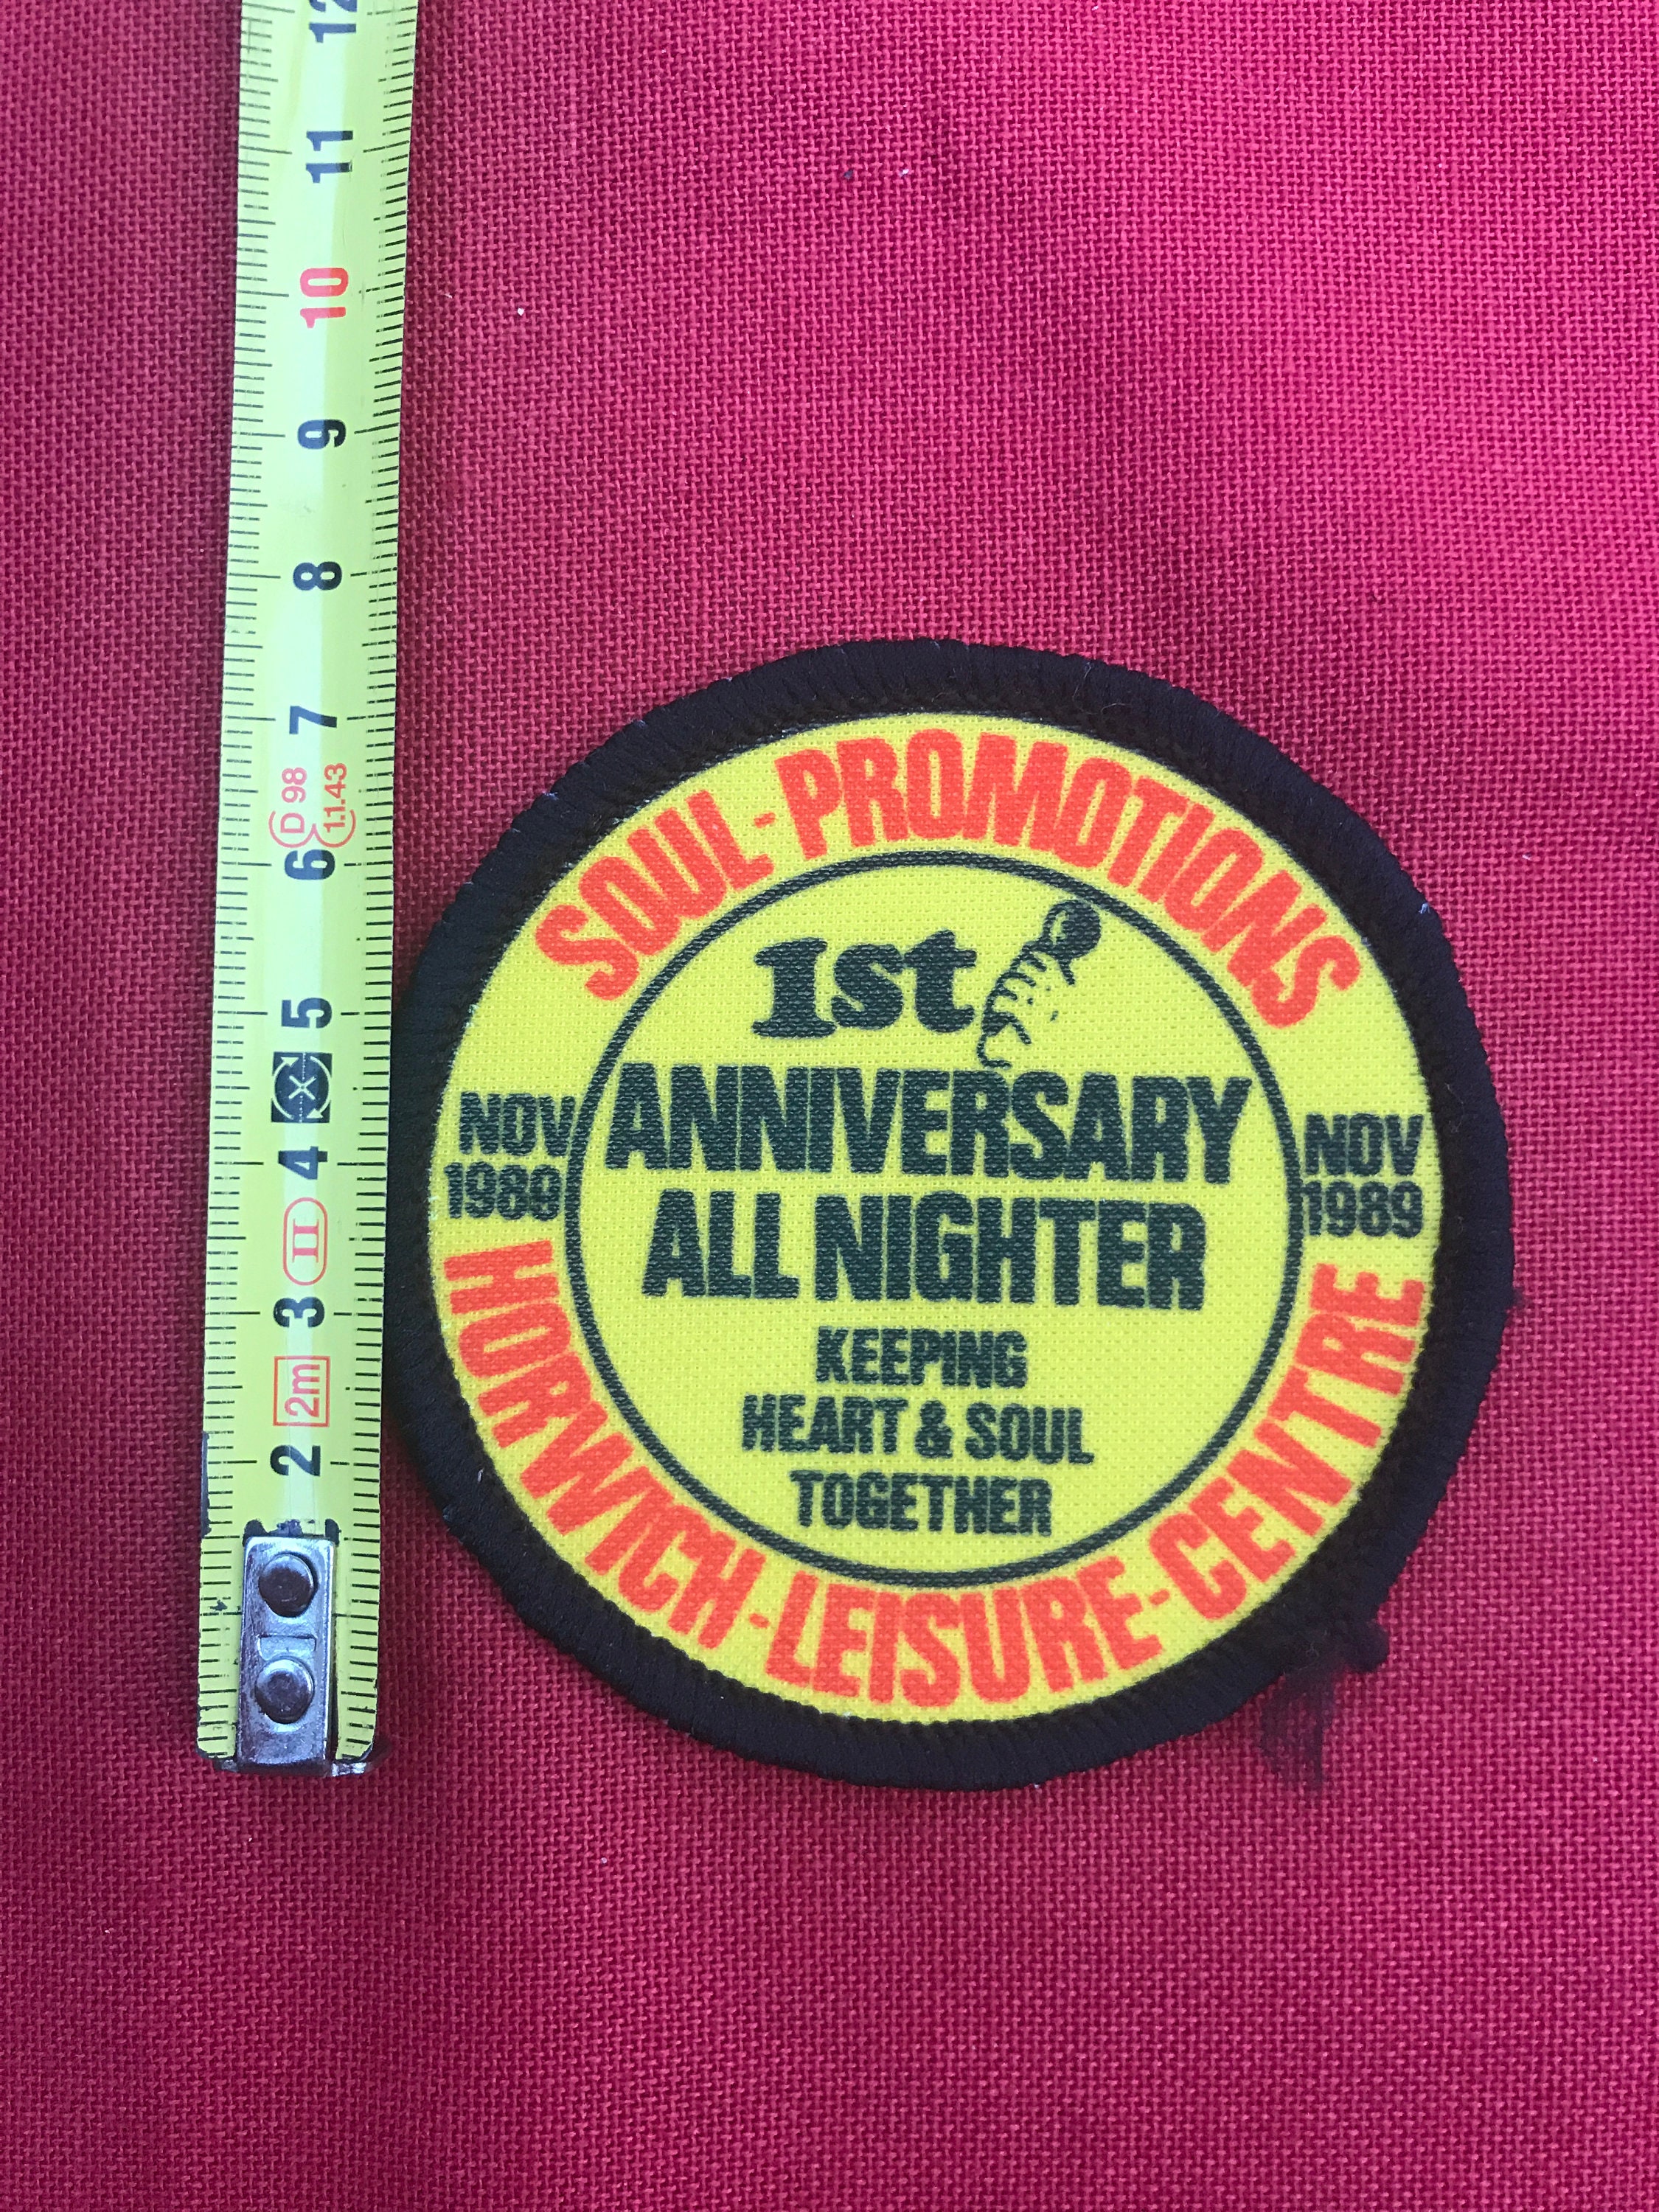 SOUL-PROMOTIONS
1st
ANNIVERSARY
ALL NIGHTER
KEEPING
HEART & SOUL
TOGETHER
NOV
1989
NOV
1989
HORWICH-LEISURE-CENTRE
12
11
10
9
8
7
D 98
1.1.43
6
5
4
II
3
2m
2